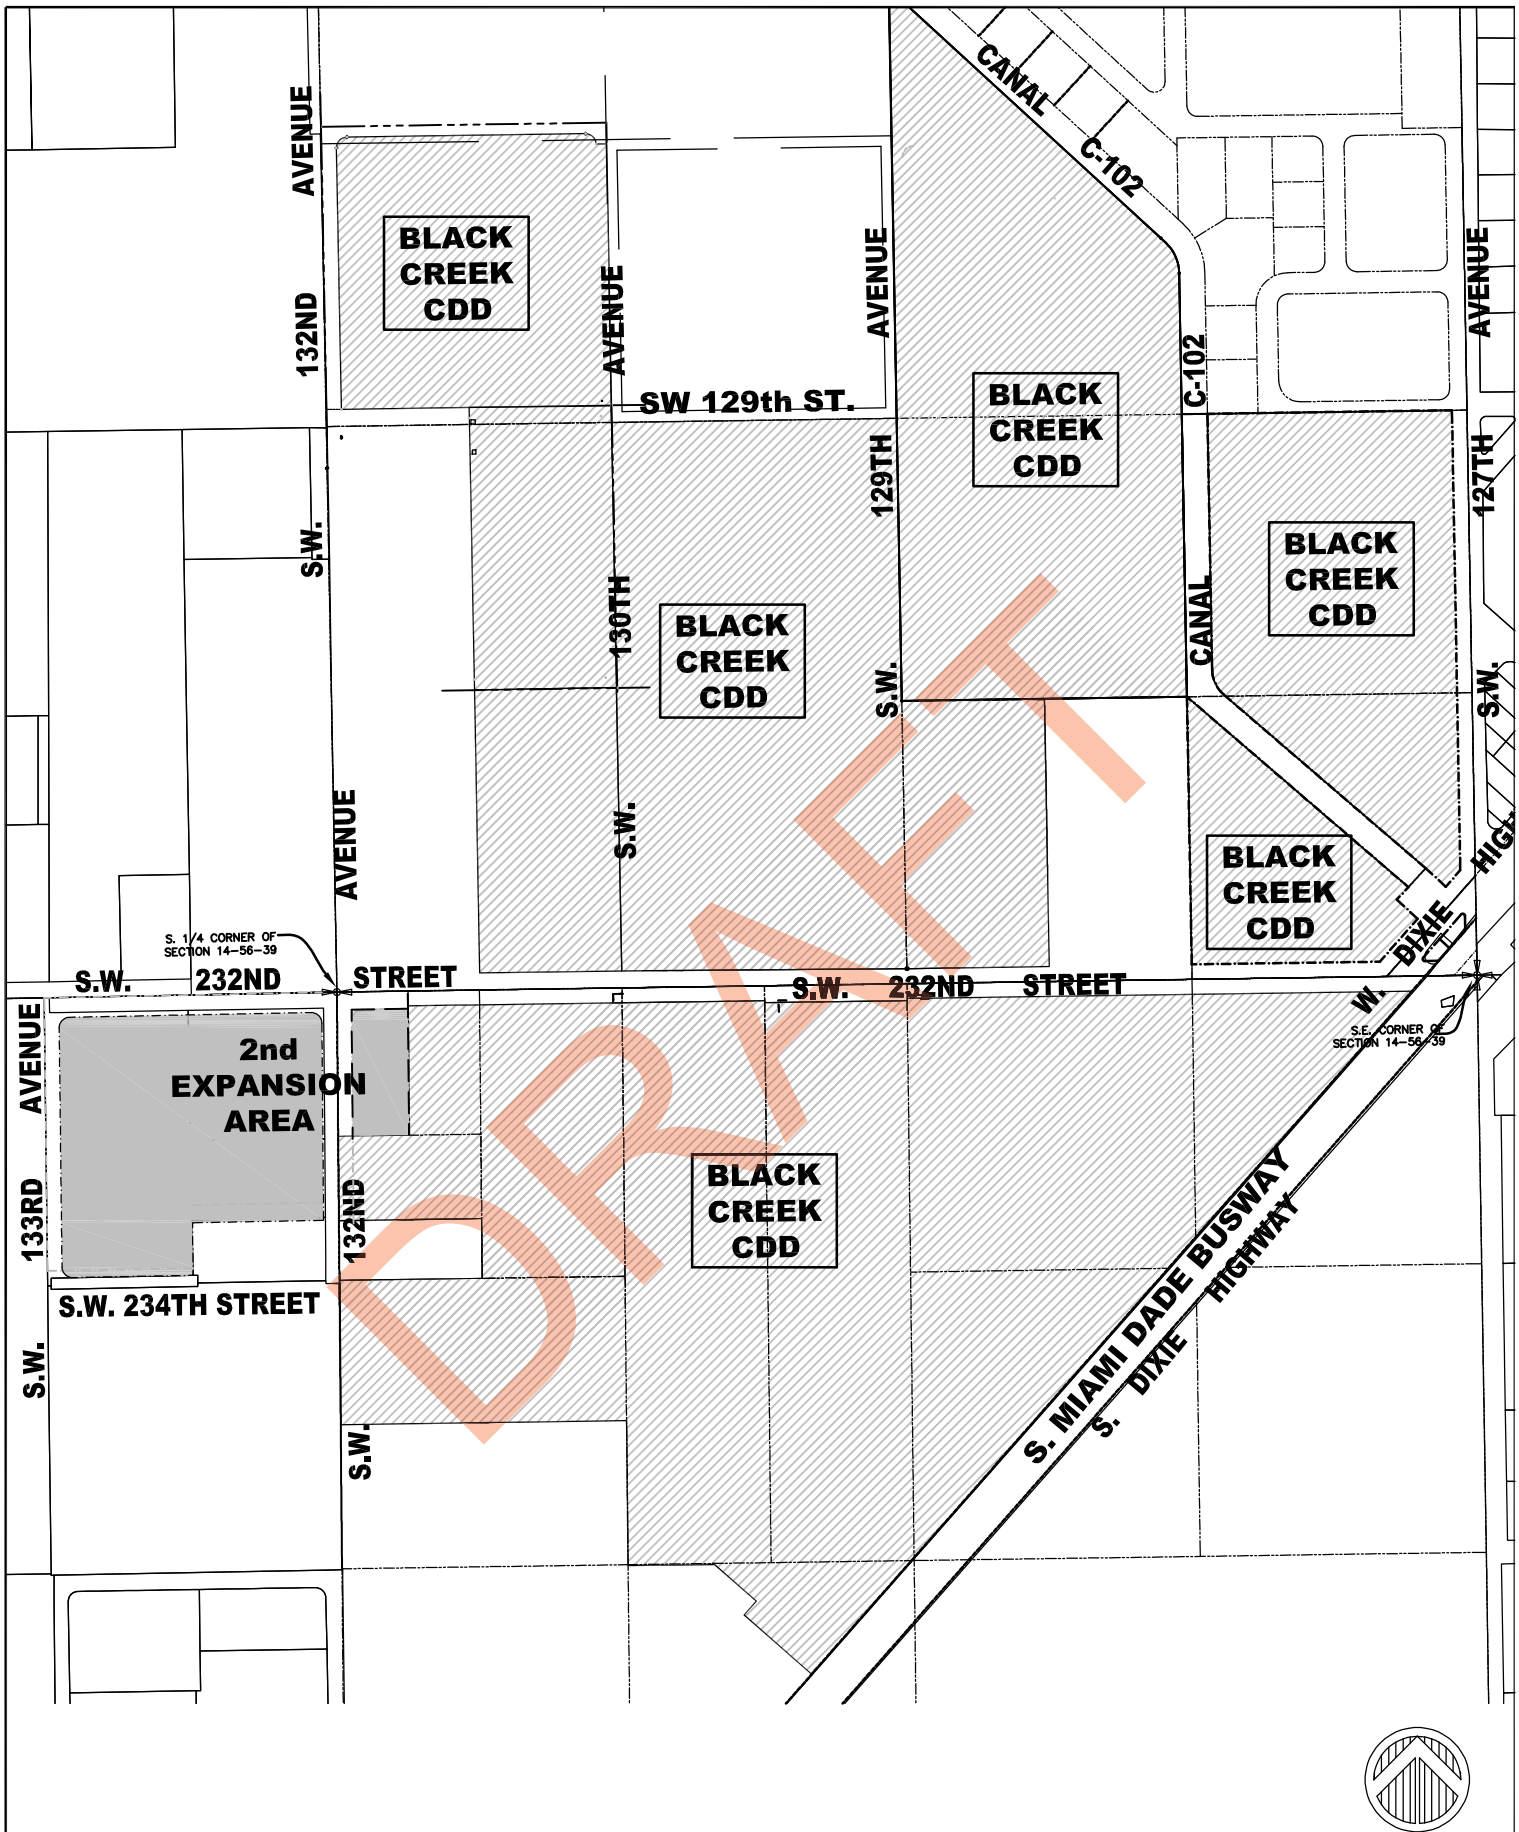 CANAL
C-102
AVENUE
132ND
S.W.
BLACK
CREEK
CDD
AVENUE
130TH
S.W.
AVENUE
129TH
S.W.
AVENUE
127TH
S.W.
SW 129th ST.
BLACK
CREEK
CDD
C-102
CANAL
BLACK
CREEK
CDD
BLACK
CREEK
CDD
BLACK
CREEK
CDD
AVENUE
S. 1/4 CORNER OF
SECTION 14-56-39
S.W. 232ND STREET
S.W. 232ND STREET
W. DIXIE
S.E. CORNER OF
SECTION 14-56-39
AVENUE
133RD
S.W.
2nd
EXPANSION
AREA
132ND
S.W.
S.W. 234TH STREET
BLACK
CREEK
CDD
S. MIAMI DADE BUSWAY
S. DIXIE HIGHWAY
DRAFT